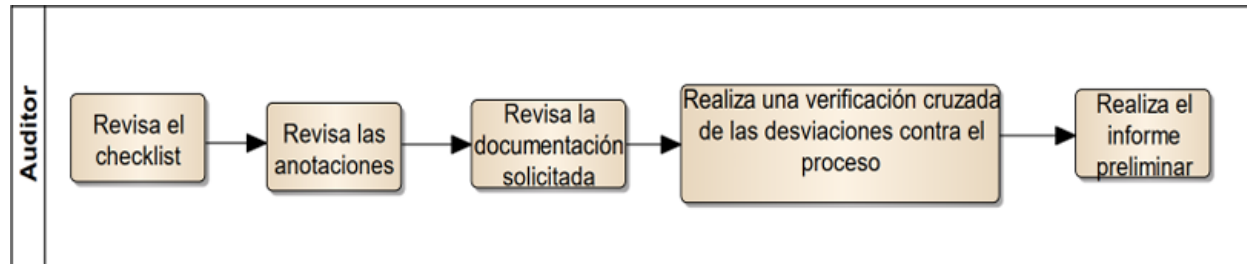 Auditor
Revisa el
checklist
Revisa las
anotaciones
Revisa la
documentación
solicitada
Realiza una verificación cruzada
de las desviaciones contra el
proceso
Realiza el
informe
preliminar